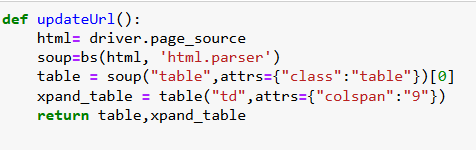 def updateUrl():
    html= driver.page_source
    soup=bs(html, 'html.parser')
    table = soup("table",attrs={"class":"table"})[0]
    xpand_table = table("td",attrs={"colspan":"9"})
    return table,xpand_table